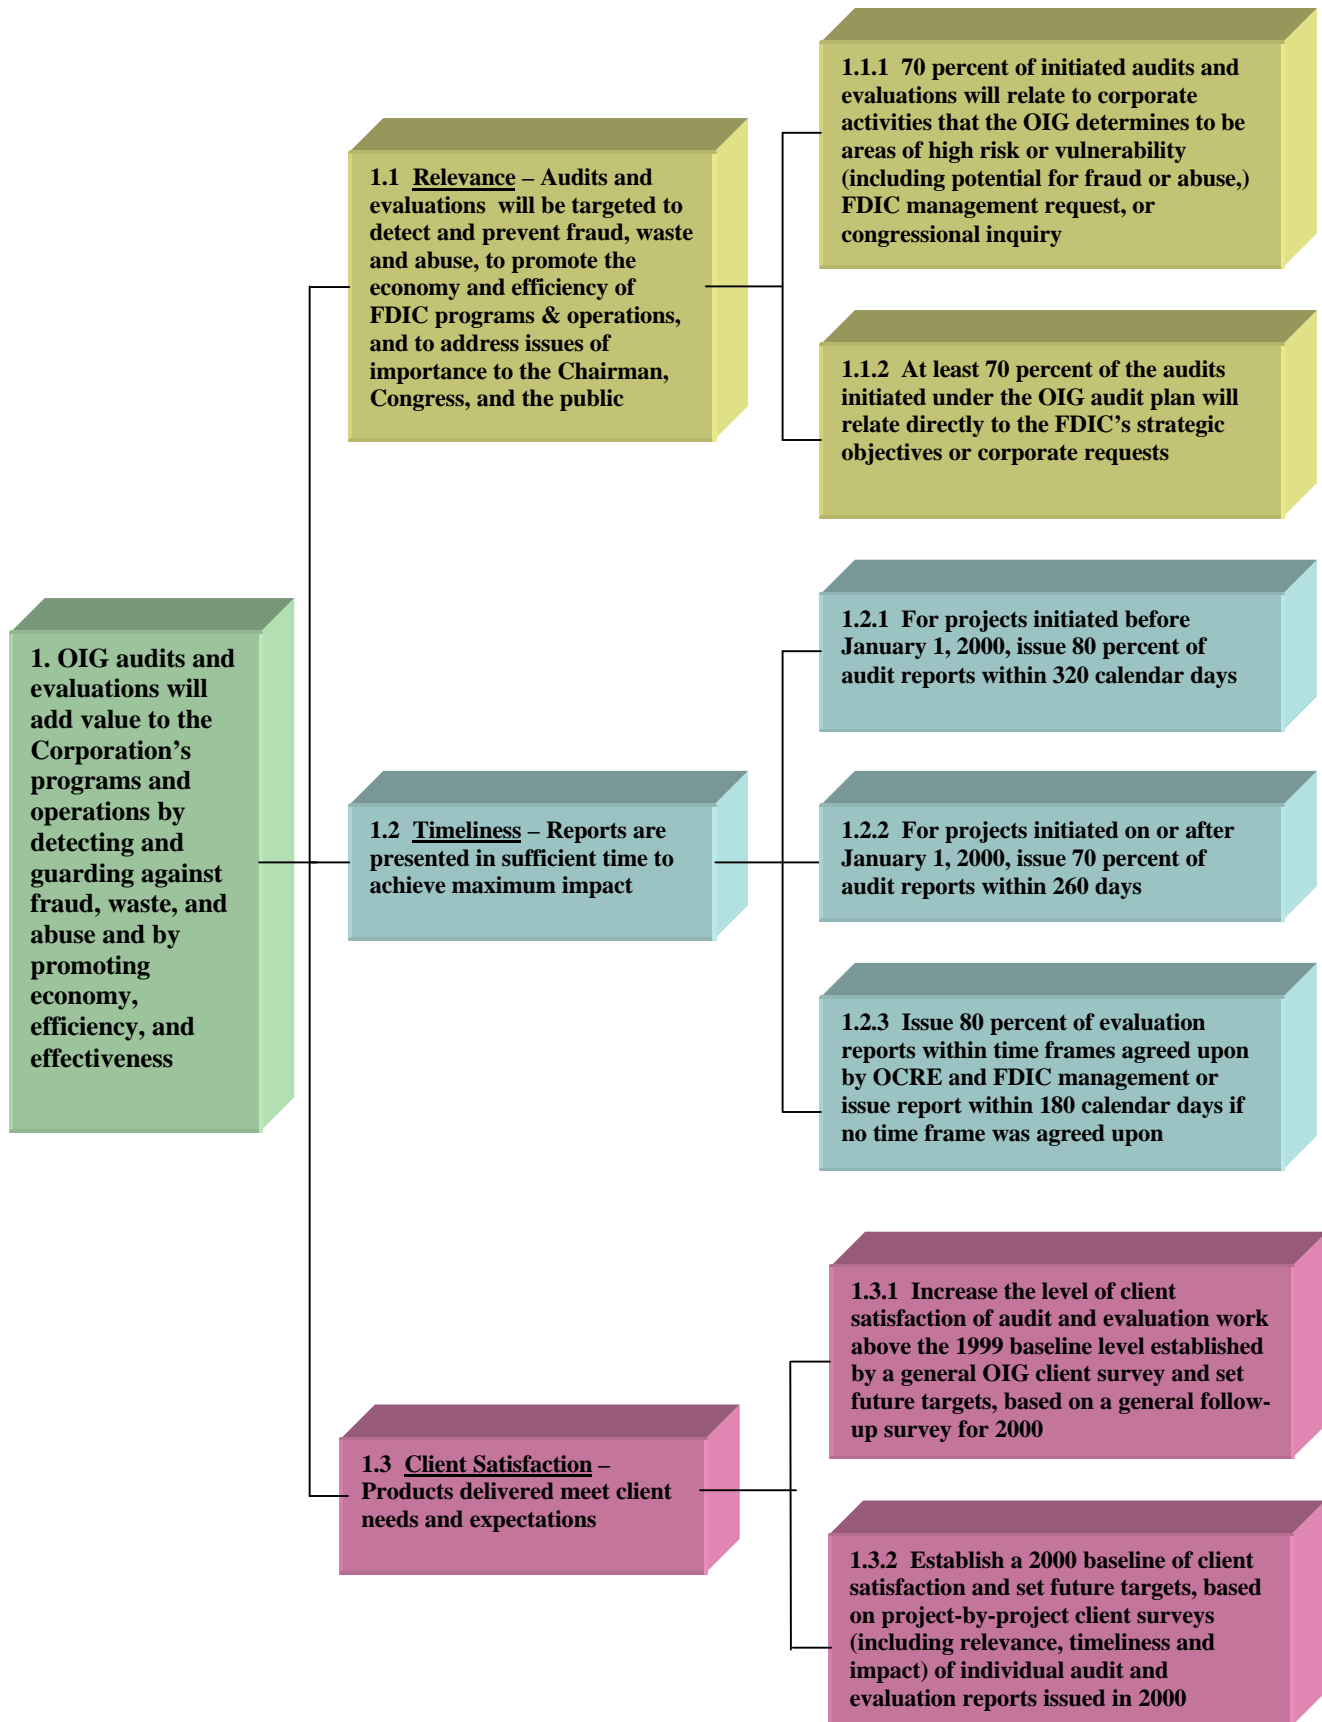 1. OIG audits and
evaluations will
add value to the
Corporation’s
programs and
operations by
detecting and
guarding against
fraud, waste, and
abuse and by
promoting
economy,
efficiency, and
effectiveness
1.1 Relevance – Audits and
evaluations will be targeted to
detect and prevent fraud, waste
and abuse, to promote the
economy and efficiency of
FDIC programs & operations,
and to address issues of
importance to the Chairman,
Congress, and the public
1.1.1 70 percent of initiated audits and
evaluations will relate to corporate
activities that the OIG determines to be
areas of high risk or vulnerability
(including potential for fraud or abuse,)
FDIC management request, or
congressional inquiry
1.1.2 At least 70 percent of the audits
initiated under the OIG audit plan will
relate directly to the FDIC’s strategic
objectives or corporate requests
1.2 Timeliness – Reports are
presented in sufficient time to
achieve maximum impact
1.2.1 For projects initiated before
January 1, 2000, issue 80 percent of
audit reports within 320 calendar days
1.2.2 For projects initiated on or after
January 1, 2000, issue 70 percent of
audit reports within 260 days
1.2.3 Issue 80 percent of evaluation
reports within time frames agreed upon
by OCRE and FDIC management or
issue report within 180 calendar days if
no time frame was agreed upon
1.3 Client Satisfaction –
Products delivered meet client
needs and expectations
1.3.1 Increase the level of client
satisfaction of audit and evaluation work
above the 1999 baseline level established
by a general OIG client survey and set
future targets, based on a general follow-
up survey for 2000
1.3.2 Establish a 2000 baseline of client
satisfaction and set future targets, based
on project-by-project client surveys
(including relevance, timeliness and
impact) of individual audit and
evaluation reports issued in 2000